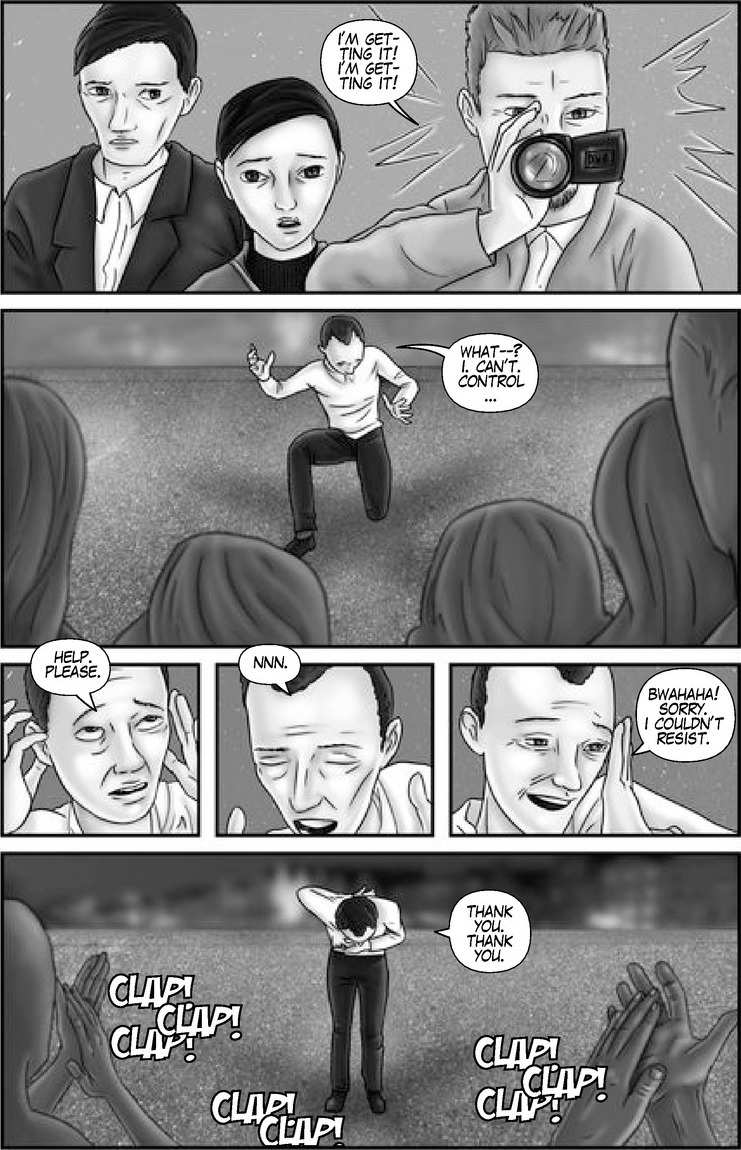 I'M GET-
TING IT!
I'M GET-
TING IT!
DVR
WHAT--?
I. CAN'T.
CONTROL
...
HELP.
PLEASE.
NNN.
BWAHAHA!
SORRY.
I COULDN'T
RESIST.
THANK
YOU.
THANK
YOU.
CLAP!
CLAP!
CLAP!
CLAP!
CLAP!
CLAP!
CLAP!
CLAP!